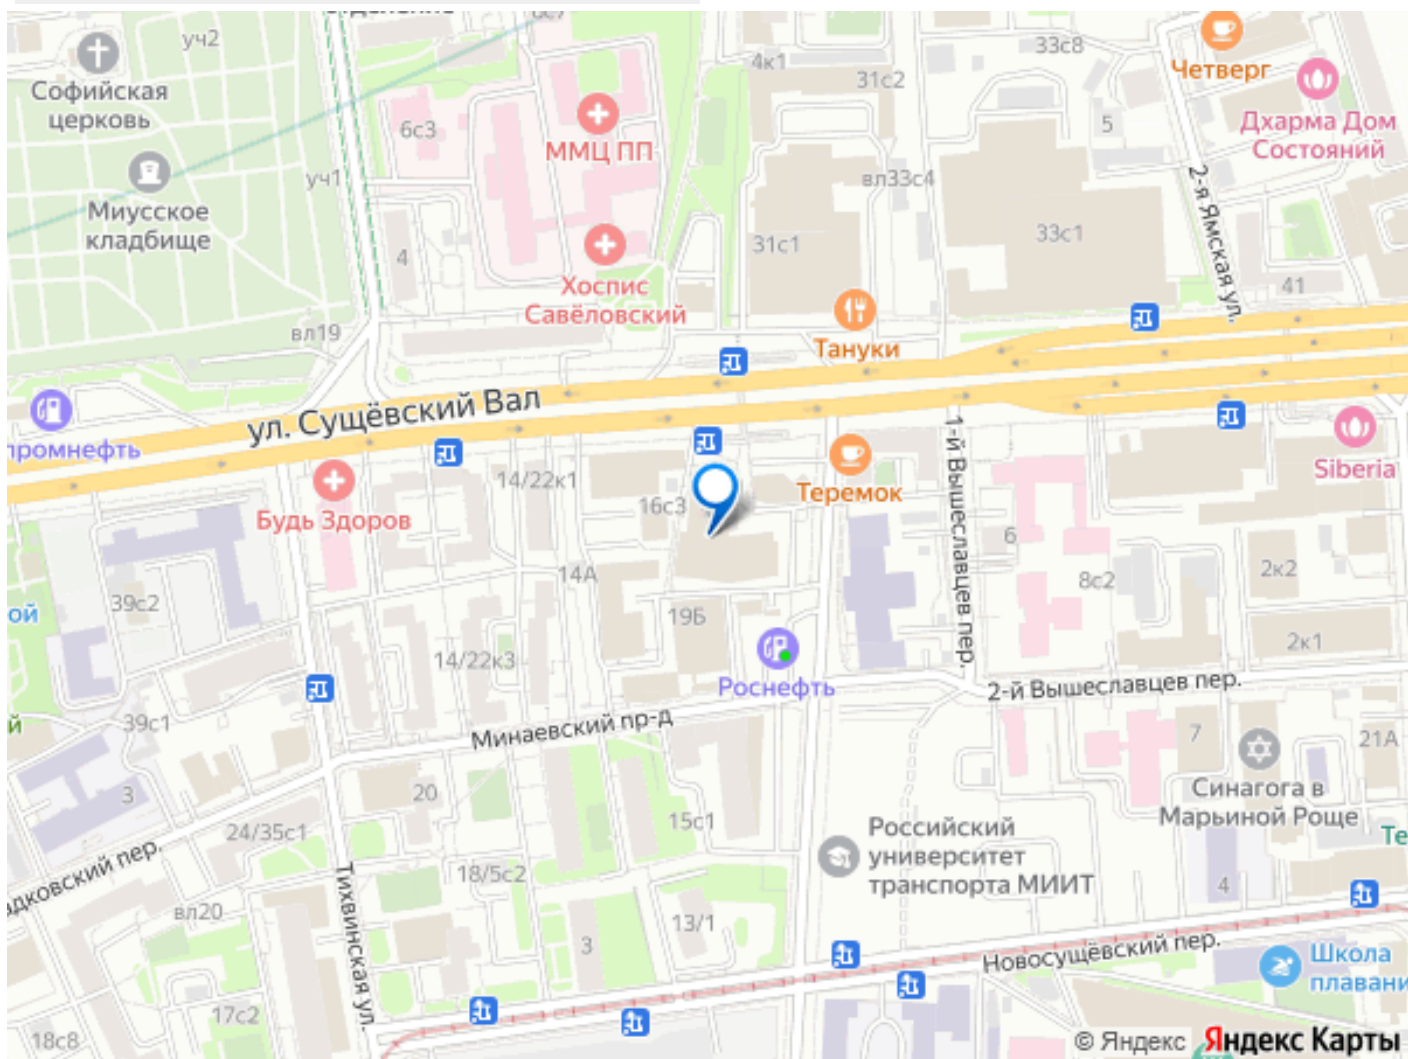 уч2
Софийская
церковь
Миусское
кладбище
уч1
вл19
6с3
ММЦ ПП
4
Хоспис
Савёловский
4к1
31с2
вл33с4
31с1
33с8
Четверг
5
Дхарма Дом
Состояний
2-я Ямская ул.
33с1
41
Тануки
ул. Сущёвский Вал
промнефть
Будь Здоров
14/22к1
16с3
Теремок
1-й Вышеславцев пер.
Siberia
6
8с2
2к2
2к1
39с2
ой
14А
19Б
14/22к3
Роснефть
2-й Вышеславцев пер.
й
39с1
Минаевский пр-д
3
20
24/35с1
15с1
7
21А
Синагога в
Марьиной Роще
Российский
университет
транспорта МИИТ
Те
4
адковский пер.
Тихвинская ул.
18/5с2
вл20
13/1
3
Новосущёвский пер.
Школа
плавани
17с2
18с8
© Яндекс Яндекс Карты